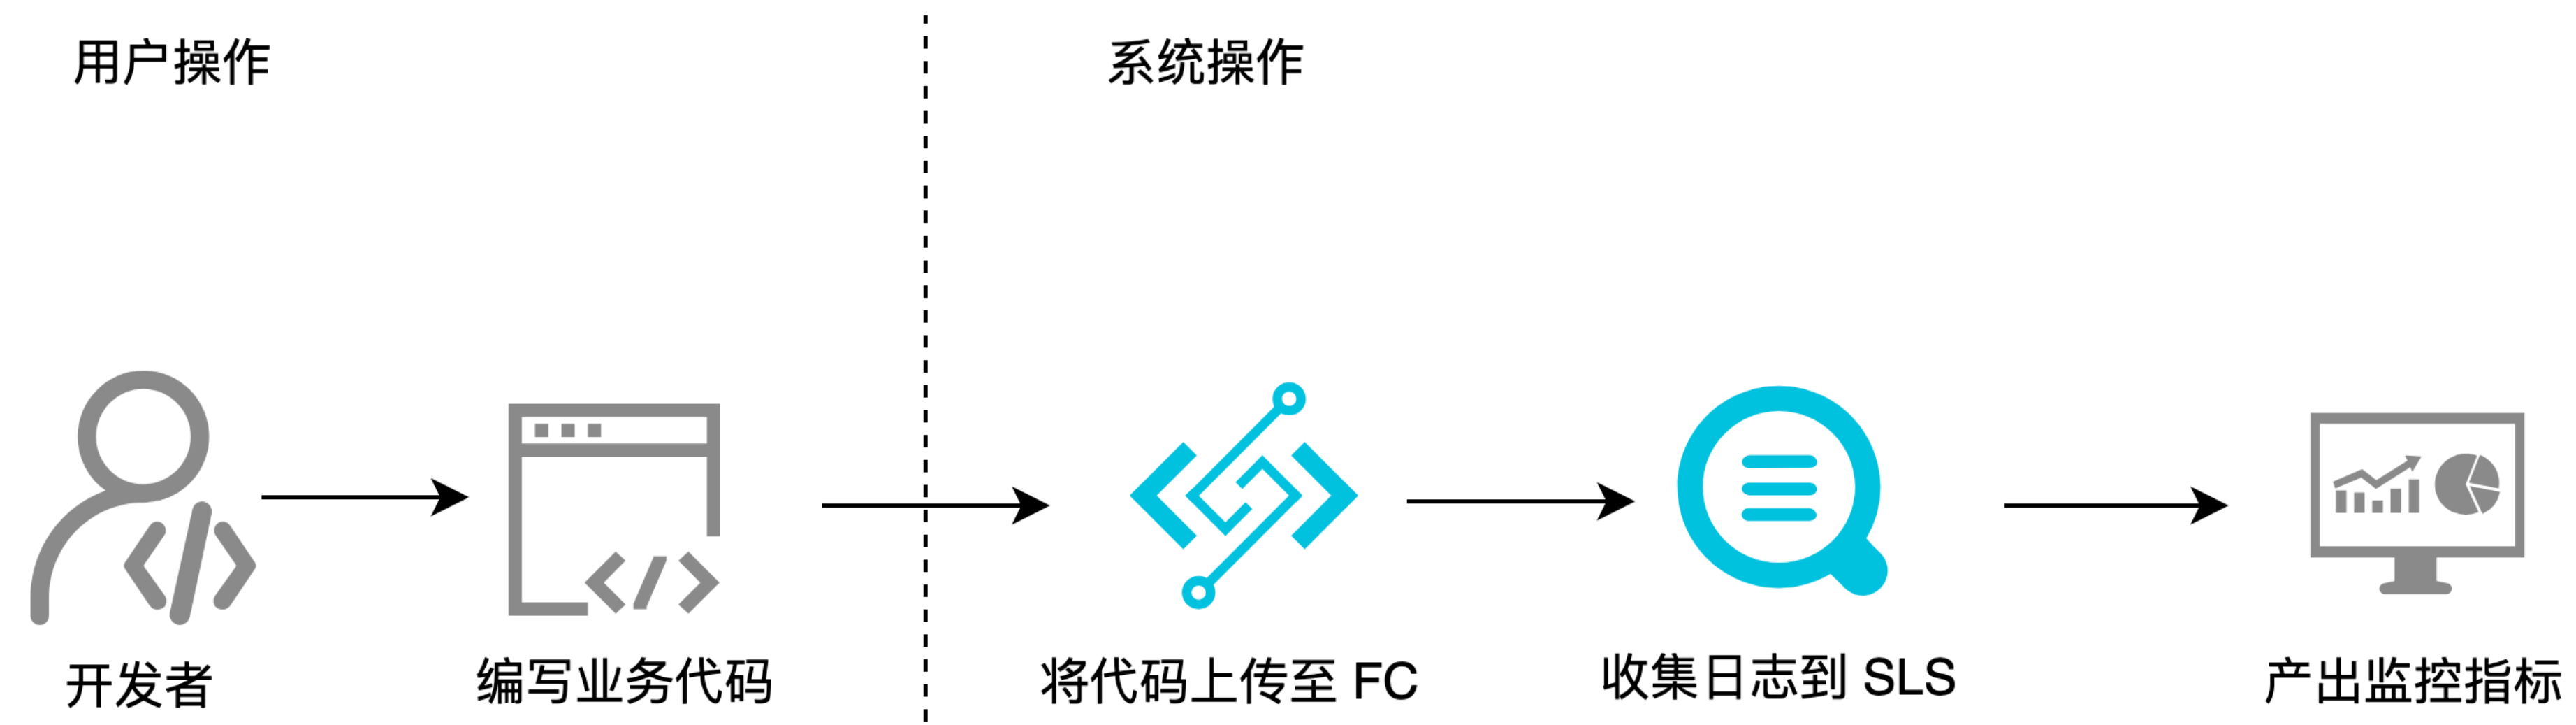 用户操作
系统操作
开发者
编写业务代码
将代码上传至 FC
收集日志到 SLS
产出监控指标